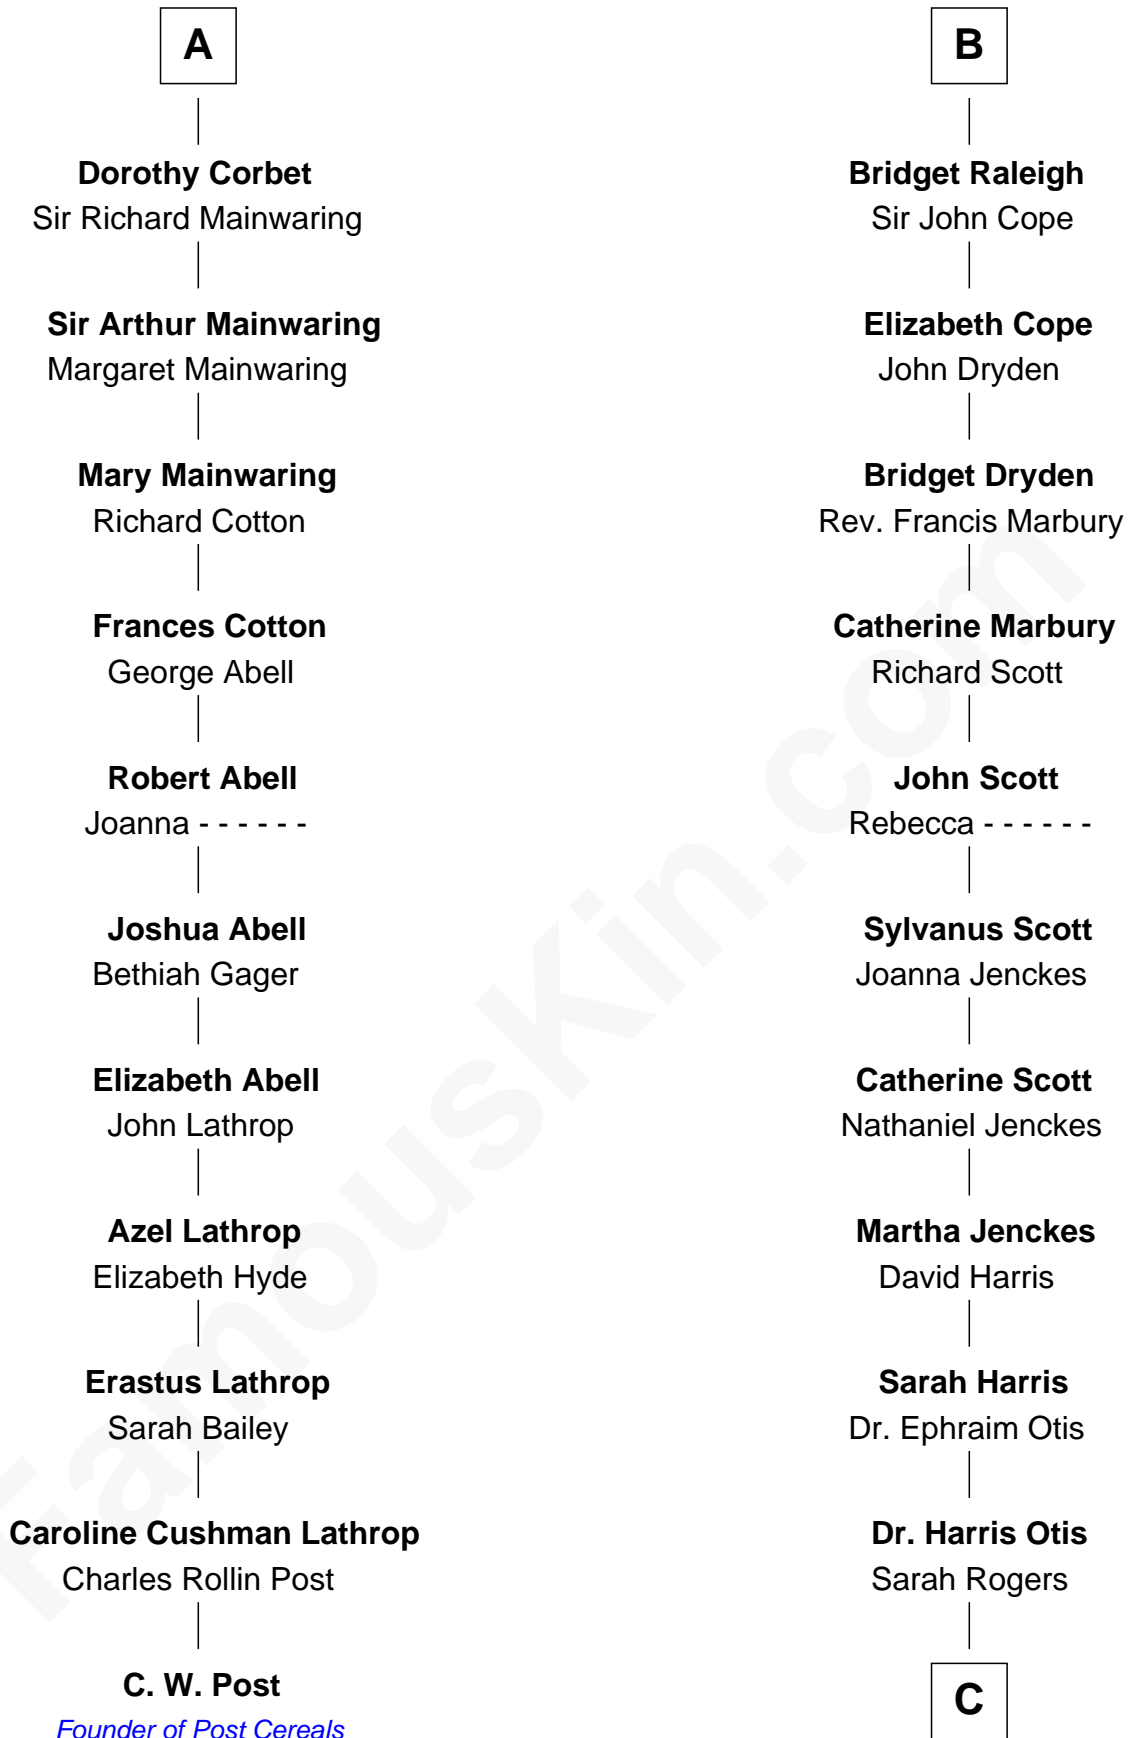 A
Dorothy Corbet
Sir Richard Mainwaring
Sir Arthur Mainwaring
Margaret Mainwaring
Mary Mainwaring
Richard Cotton
Frances Cotton
George Abell
Robert Abell
Joanna - - - - - -
Joshua Abell
Bethiah Gager
Elizabeth Abell
John Lathrop
Azel Lathrop
Elizabeth Hyde
Erastus Lathrop
Sarah Bailey
Caroline Cushman Lathrop
Charles Rollin Post
C. W. Post
Founder of Post Cereals
B
Bridget Raleigh
Sir John Cope
Elizabeth Cope
John Dryden
Bridget Dryden
Rev. Francis Marbury
Catherine Marbury
Richard Scott
John Scott
Rebecca - - - - - -
Sylvanus Scott
Joanna Jenckes
Catherine Scott
Nathaniel Jenckes
Martha Jenckes
David Harris
Sarah Harris
Dr. Ephraim Otis
Dr. Harris Otis
Sarah Rogers
C
FamousKin.com